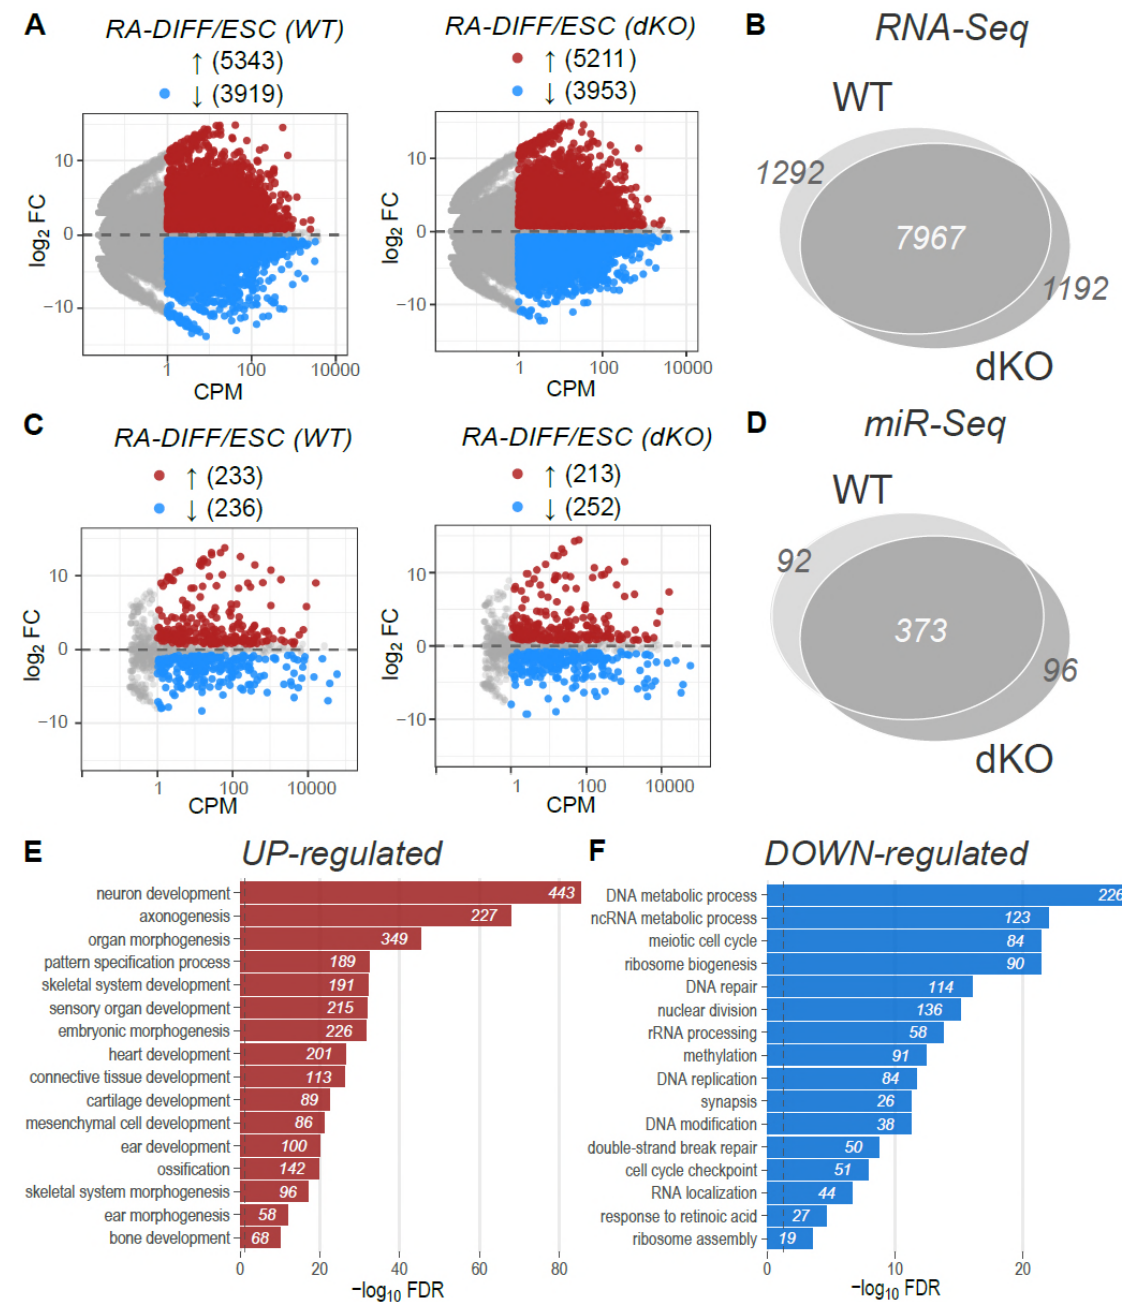 A
RA-DIFF/ESC (WT)
↑ (5343)
↓ (3919)
RA-DIFF/ESC (dKO)
↑ (5211)
↓ (3953)
log2 FC
10
0
−10
1
100
10000
CPM
log2 FC
10
0
−10
1
100
10000
CPM
B
RNA-Seq
WT
1292
7967
1192
dKO
C
RA-DIFF/ESC (WT)
↑ (233)
↓ (236)
RA-DIFF/ESC (dKO)
↑ (213)
↓ (252)
log2 FC
10
0
−10
1
100
10000
CPM
log2 FC
10
0
−10
1
100
10000
CPM
D
miR-Seq
WT
92
373
96
dKO
E
UP-regulated
neuron development 443
axonogenesis 227
organ morphogenesis 349
pattern specification process 189
skeletal system development 191
sensory organ development 215
embryonic morphogenesis 226
heart development 201
connective tissue development 113
cartilage development 89
mesenchymal cell development 86
ear development 100
ossification 142
skeletal system morphogenesis 96
ear morphogenesis 58
bone development 68
0 20 40 60 80
−log10 FDR
F
DOWN-regulated
DNA metabolic process 226
ncRNA metabolic process 123
meiotic cell cycle 84
ribosome biogenesis 90
DNA repair 114
nuclear division 136
rRNA processing 58
methylation 91
DNA replication 84
synapsis 26
DNA modification 38
double-strand break repair 50
cell cycle checkpoint 51
RNA localization 44
response to retinoic acid 27
ribosome assembly 19
0 10 20
−log10 FDR